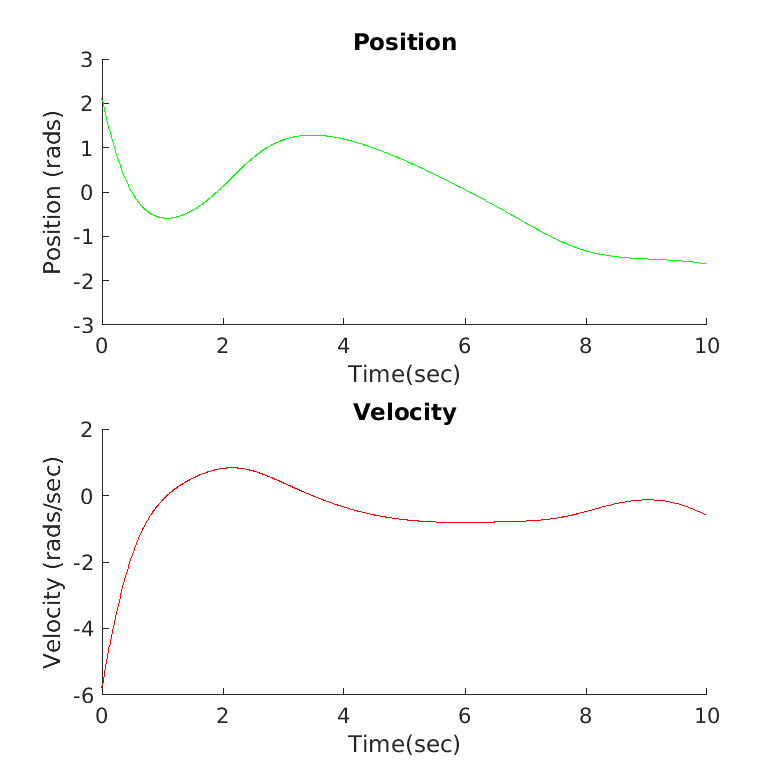 Position
3
2
1
0
-1
-2
-3
Position (rads)
0 2 4 6 8 10
Time(sec)
Velocity
2
0
-2
-4
-6
Velocity (rads/sec)
0 2 4 6 8 10
Time(sec)